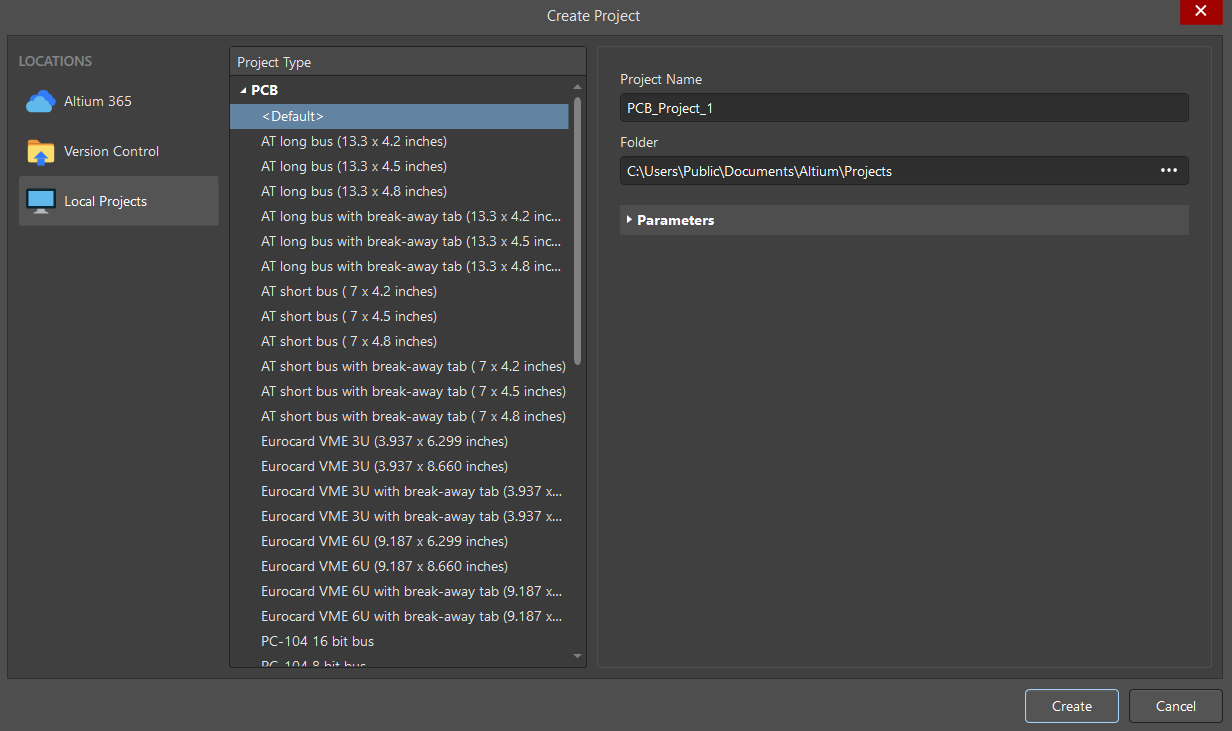 Create Project
LOCATIONS
Altium 365
Version Control
Local Projects
Project Type
PCB
<Default>
AT long bus (13.3 x 4.2 inches)
AT long bus (13.3 x 4.5 inches)
AT long bus (13.3 x 4.8 inches)
AT long bus with break-away tab (13.3 x 4.2 inc...
AT long bus with break-away tab (13.3 x 4.5 inc...
AT long bus with break-away tab (13.3 x 4.8 inc...
AT short bus ( 7 x 4.2 inches)
AT short bus ( 7 x 4.5 inches)
AT short bus ( 7 x 4.8 inches)
AT short bus with break-away tab ( 7 x 4.2 inches)
AT short bus with break-away tab ( 7 x 4.5 inches)
AT short bus with break-away tab ( 7 x 4.8 inches)
Eurocard VME 3U (3.937 x 6.299 inches)
Eurocard VME 3U (3.937 x 8.660 inches)
Eurocard VME 3U with break-away tab (3.937 x...
Eurocard VME 3U with break-away tab (3.937 x...
Eurocard VME 6U (9.187 x 6.299 inches)
Eurocard VME 6U (9.187 x 8.660 inches)
Eurocard VME 6U with break-away tab (9.187 x...
Eurocard VME 6U with break-away tab (9.187 x...
PC-104 16 bit bus
PC-104 8 bit bus
Project Name
PCB_Project_1
Folder
C:\Users\Public\Documents\Altium\Projects
Parameters
Create
Cancel